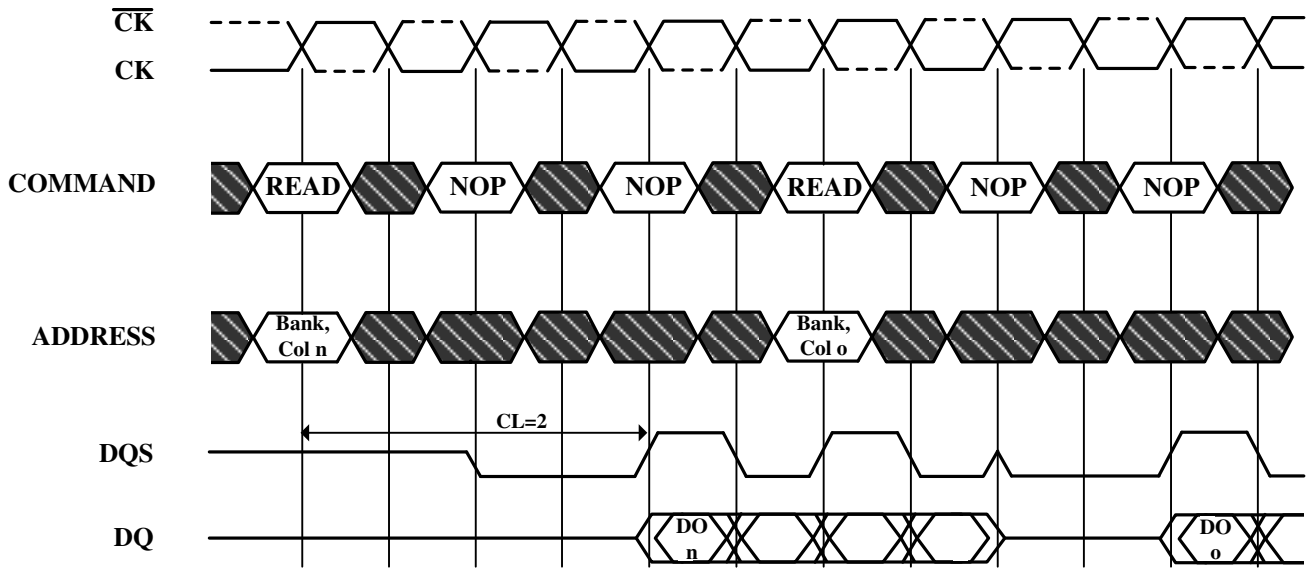 CK
CK
COMMAND
READ
NOP
NOP
READ
NOP
NOP
ADDRESS
Bank,
Col n
Bank,
Col o
CL=2
DQS
DQ
DO
n
DO
o